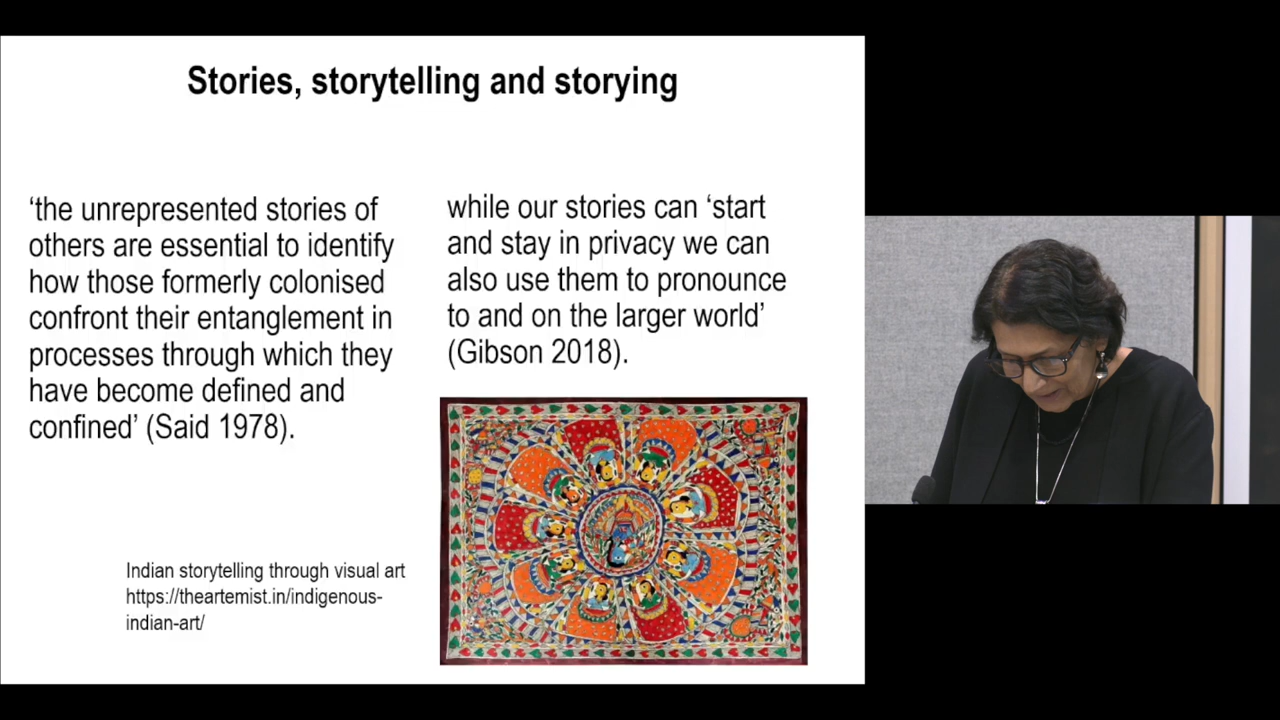 Stories, storytelling and storying
‘the unrepresented stories of
others are essential to identify
how those formerly colonised
confront their entanglement in
processes through which they
have become defined and
confined’ (Said 1978).
while our stories can ‘start
and stay in privacy we can
also use them to pronounce
to and on the larger world’
(Gibson 2018).
Indian storytelling through visual art
https://theartemist.in/indigenous-
indian-art/